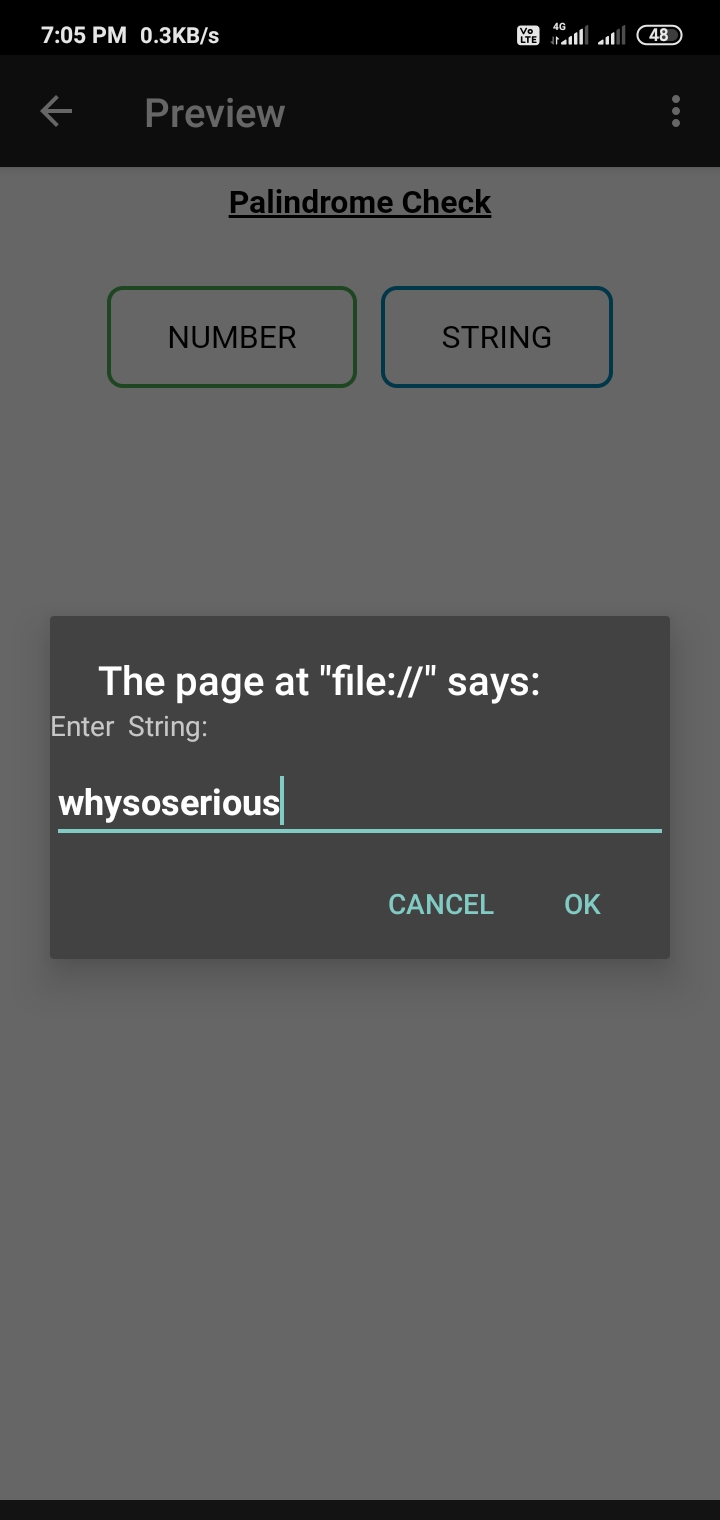 7:05 PM 0.3KB/s Vo LTE 4G 48
Preview
Palindrome Check
NUMBER STRING
The page at "file://" says:
Enter String:
whysoserious
CANCEL OK